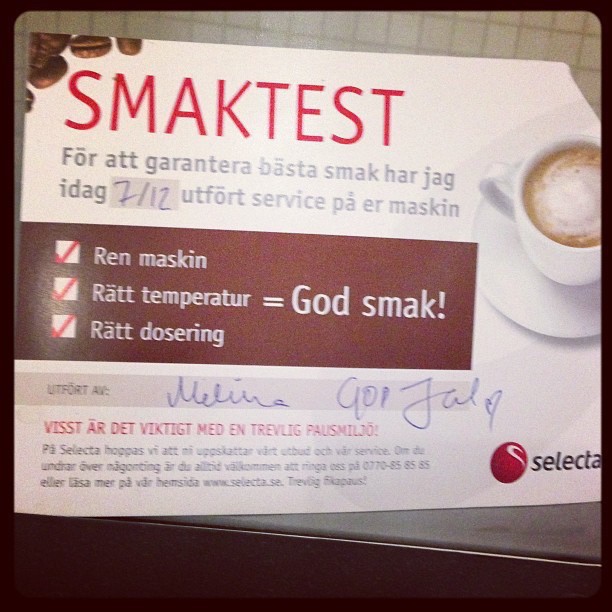 SMAKTEST
För att garantera bästa smak har jag
idag 7/12 utfört service på er maskin
Ren maskin
Rätt temperatur = God smak!
Rätt dosering
UTFÖRT AV: Melina God Jul
VISST ÄR DET VIKTIGT MED EN TREVLIG PAUSMILJÖ!
På Selecta hoppas vi att ni uppskattar vårt utbud och vår service. Om du
undrar över någonting är du alltid välkommen att ringa oss på 0770-85 85 85
eller läsa mer på vår hemsida www.selecta.se. Trevlig fikapaus!
selecta